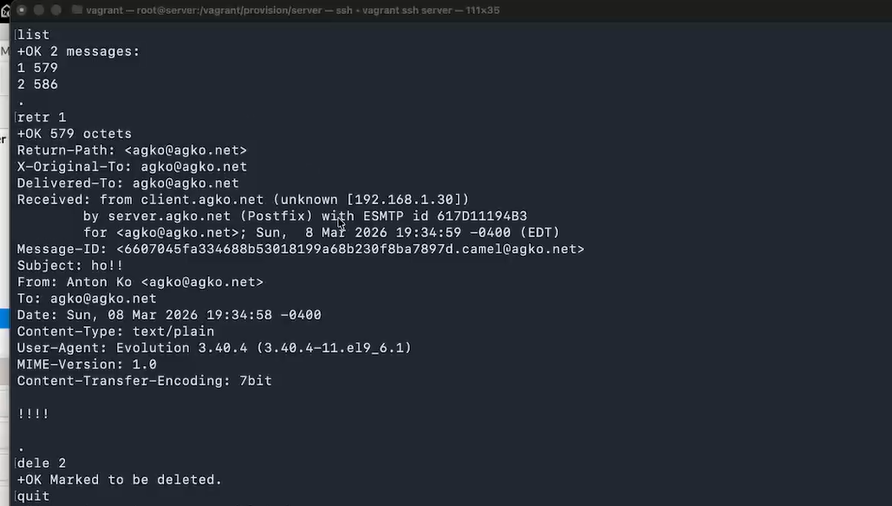 vagrant — root@server:/vagrant/provision/server — ssh • vagrant ssh server — 111x35
list
+OK 2 messages:
1 579
2 586
.
retr 1
+OK 579 octets
Return-Path: <agko@agko.net>
X-Original-To: agko@agko.net
Delivered-To: agko@agko.net
Received: from client.agko.net (unknown [192.168.1.30])
by server.agko.net (Postfix) with ESMTP id 617D11194B3
for <agko@agko.net>; Sun,  8 Mar 2026 19:34:59 -0400 (EDT)
Message-ID: <6607045fa334688b53018199a68b230f8ba7897d.camel@agko.net>
Subject: ho!!
From: Anton Ko <agko@agko.net>
To: agko@agko.net
Date: Sun, 08 Mar 2026 19:34:58 -0400
Content-Type: text/plain
User-Agent: Evolution 3.40.4 (3.40.4-11.el9_6.1)
MIME-Version: 1.0
Content-Transfer-Encoding: 7bit
!!!!
.
dele 2
+OK Marked to be deleted.
quit